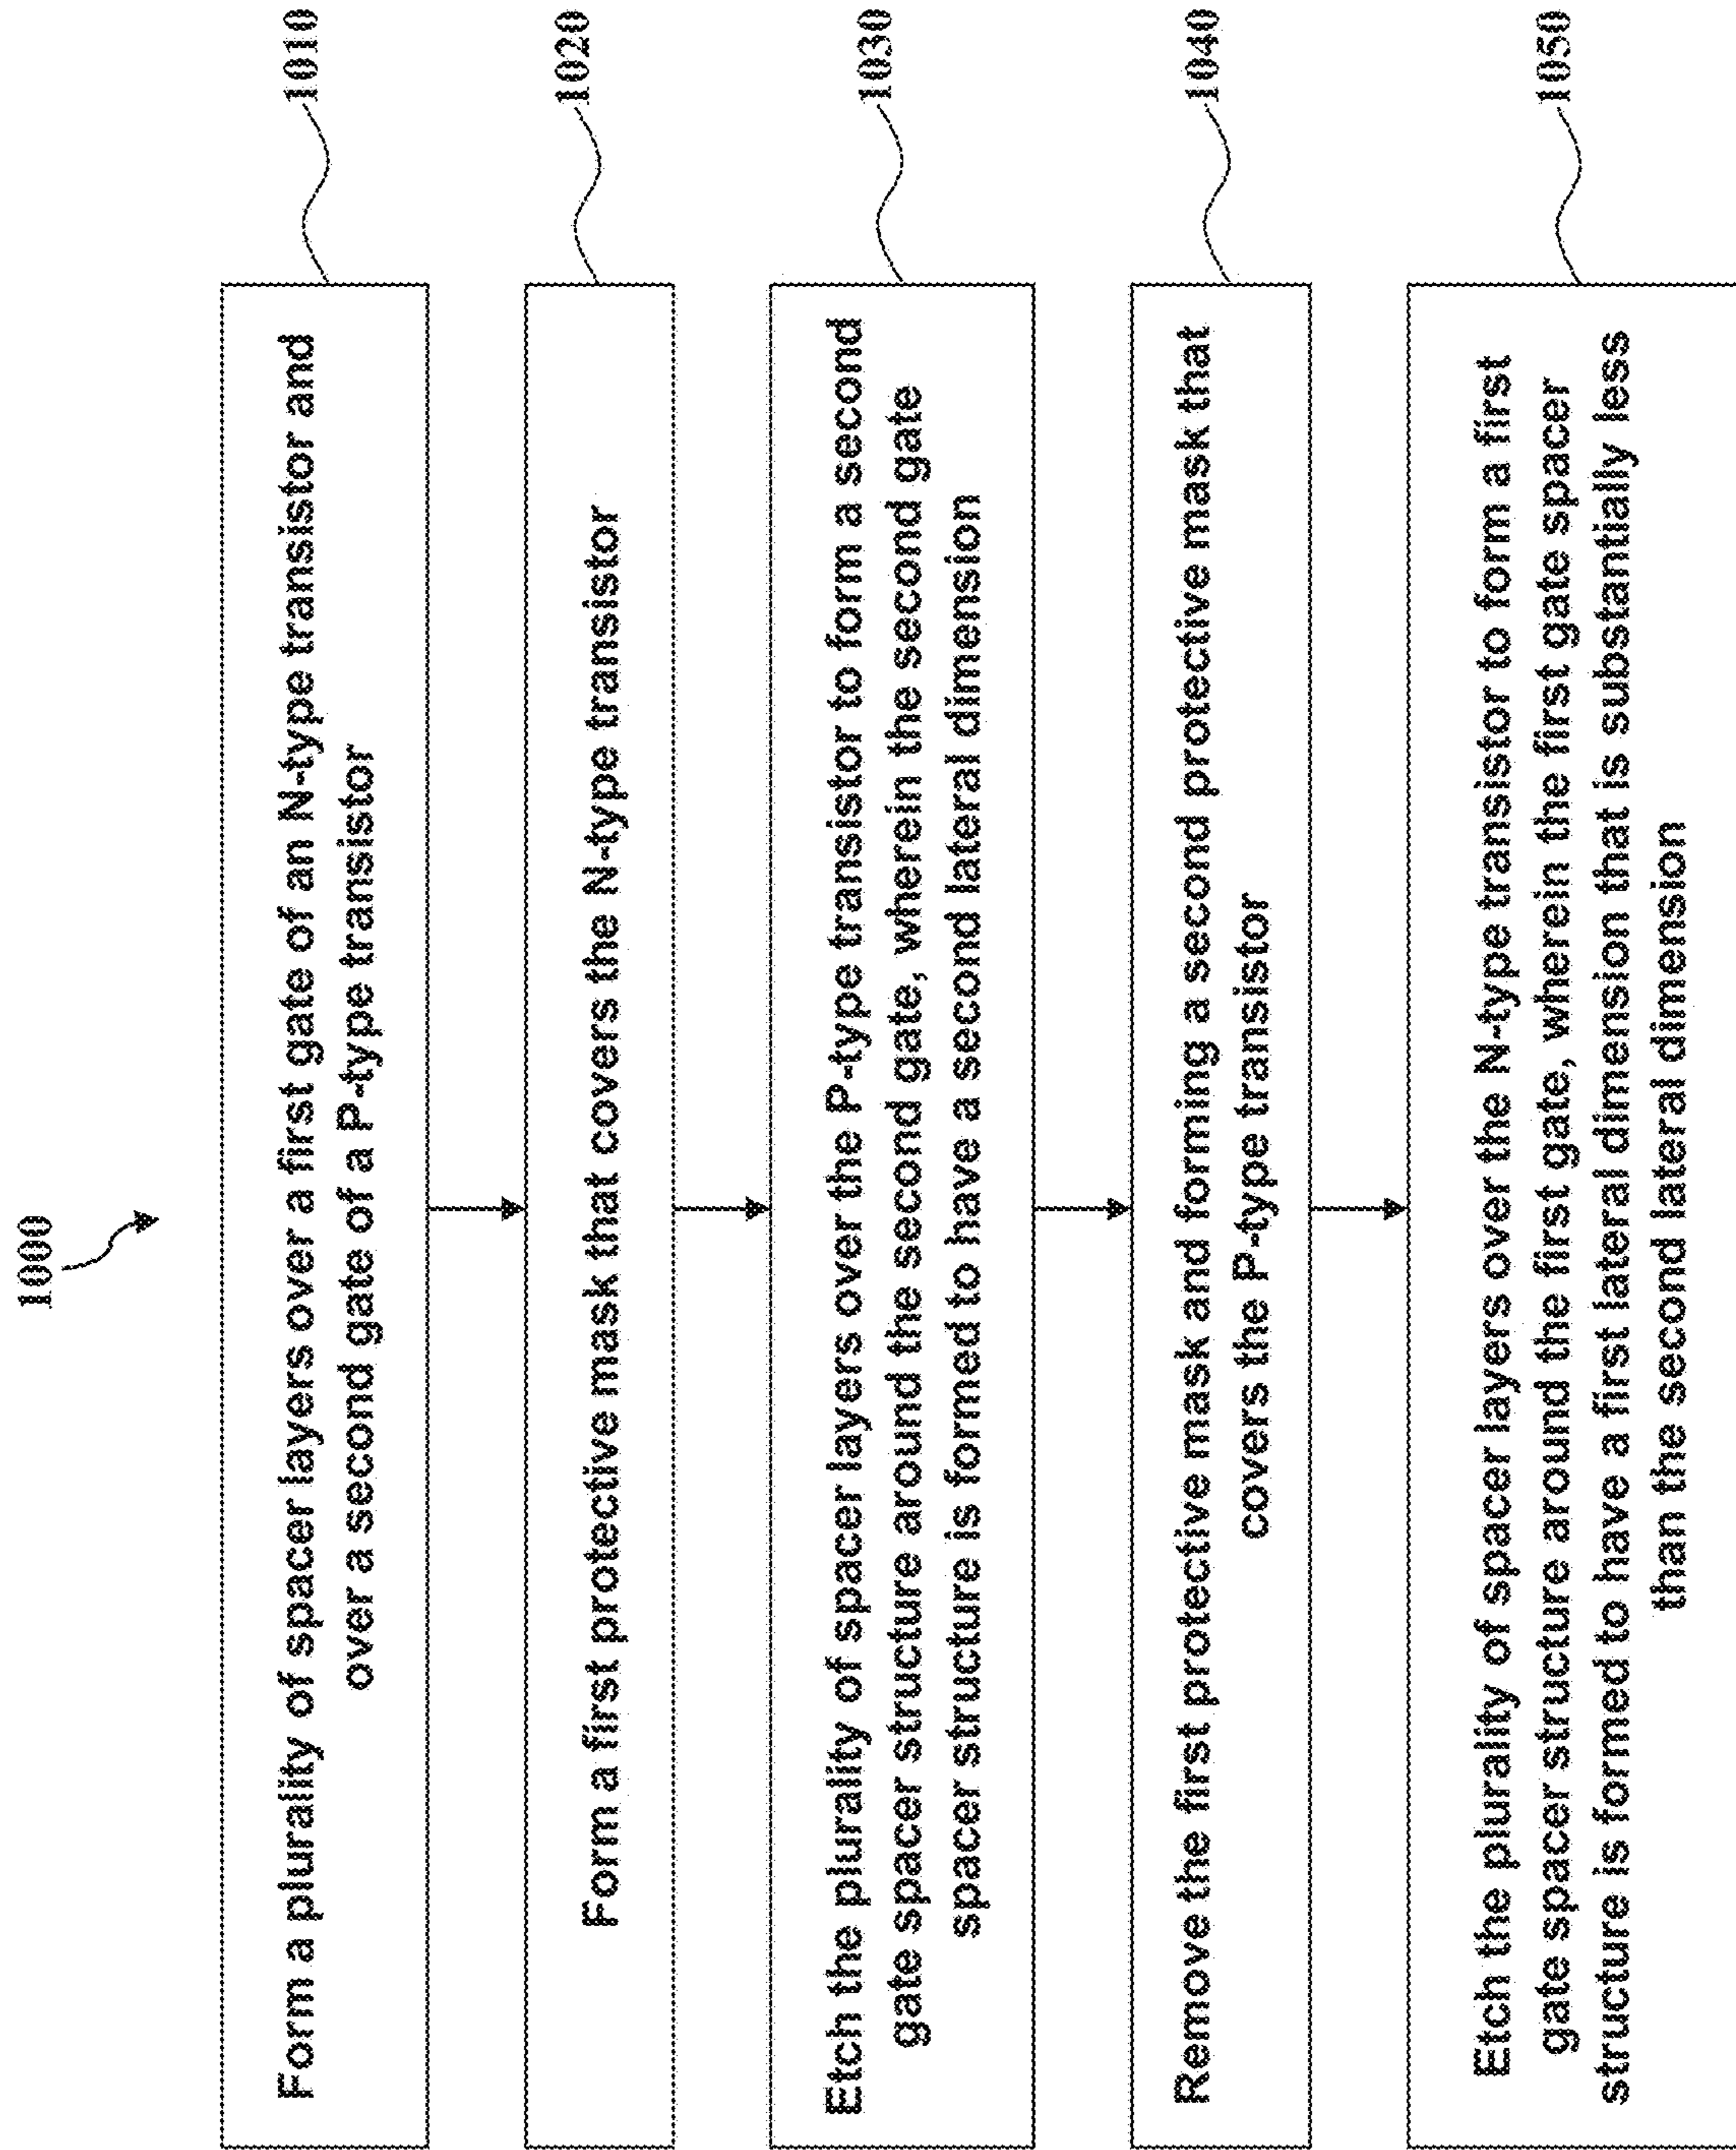 1000
Form a plurality of spacer layers over a first gate of an N-type transistor and
over a second gate of a P-type transistor
1010
Form a first protective mask that covers the N-type transistor
1020
Etch the plurality of spacer layers over the P-type transistor to form a second
gate spacer structure around the second gate, wherein the second gate
spacer structure is formed to have a second lateral dimension
1030
Remove the first protective mask and forming a second protective mask that
covers the P-type transistor
1040
Etch the plurality of spacer layers over the N-type transistor to form a first
gate spacer structure around the first gate, wherein the first gate spacer
structure is formed to have a first lateral dimension that is substantially less
than the second lateral dimension
1050